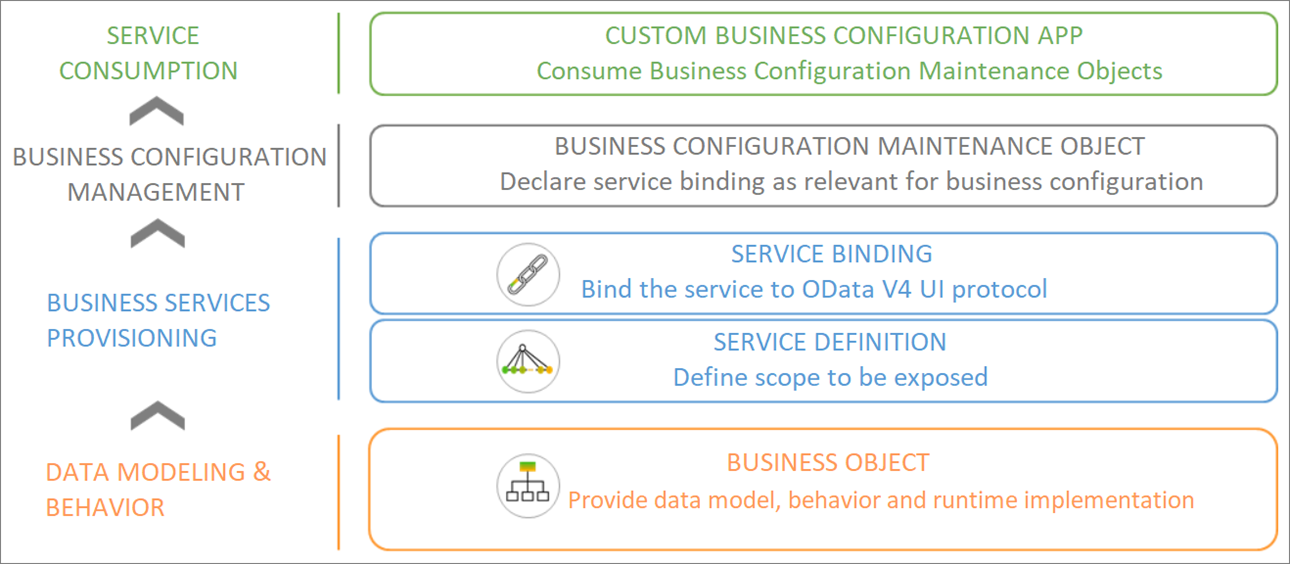 SERVICE
CONSUMPTION
CUSTOM BUSINESS CONFIGURATION APP
Consume Business Configuration Maintenance Objects
BUSINESS CONFIGURATION
MANAGEMENT
BUSINESS CONFIGURATION MAINTENANCE OBJECT
Declare service binding as relevant for business configuration
BUSINESS SERVICES
PROVISIONING
SERVICE BINDING
Bind the service to OData V4 UI protocol
SERVICE DEFINITION
Define scope to be exposed
DATA MODELING &
BEHAVIOR
BUSINESS OBJECT
Provide data model, behavior and runtime implementation